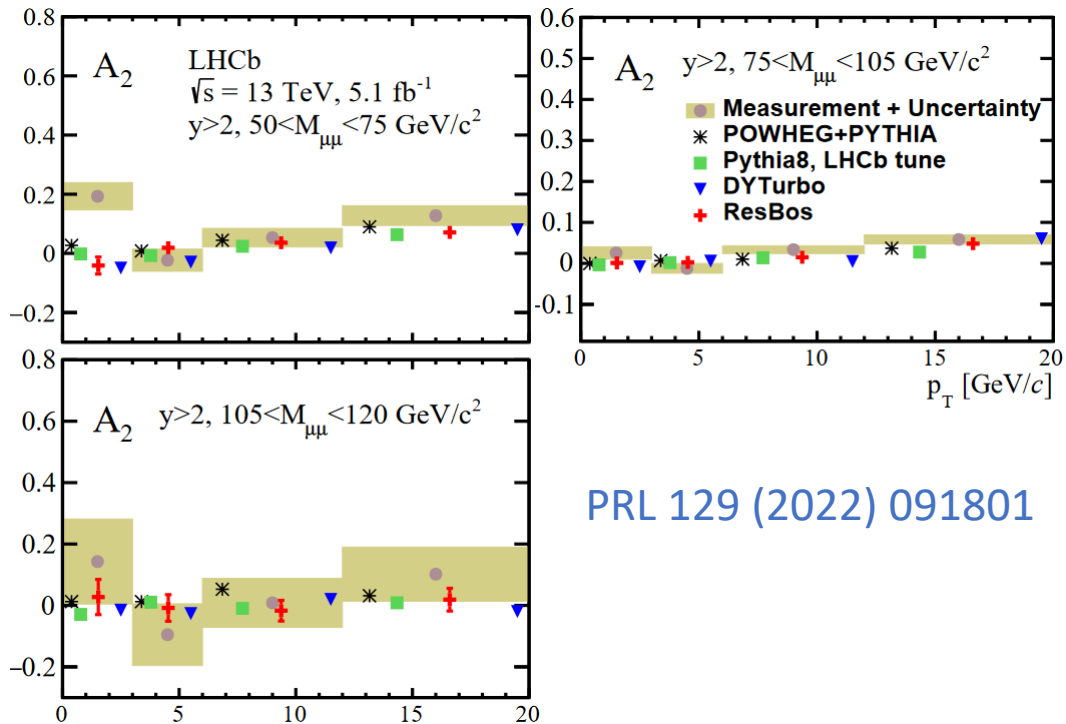 0.8
0.6
0.4
0.2
0
−0.2
A₂
LHCb
√s = 13 TeV, 5.1 fb⁻¹
y>2, 50<M_μμ<75 GeV/c²
0.6
0.5
0.4
0.3
0.2
0.1
0
-0.1
A₂
y>2, 75<M_μμ<105 GeV/c²
Measurement + Uncertainty
POWHEG+PYTHIA
Pythia8, LHCb tune
DYTurbo
ResBos
0 5 10 15 20
p_T [GeV/c]
0.8
0.6
0.4
0.2
0
−0.2
A₂
y>2, 105<M_μμ<120 GeV/c²
0 5 10 15 20
PRL 129 (2022) 091801